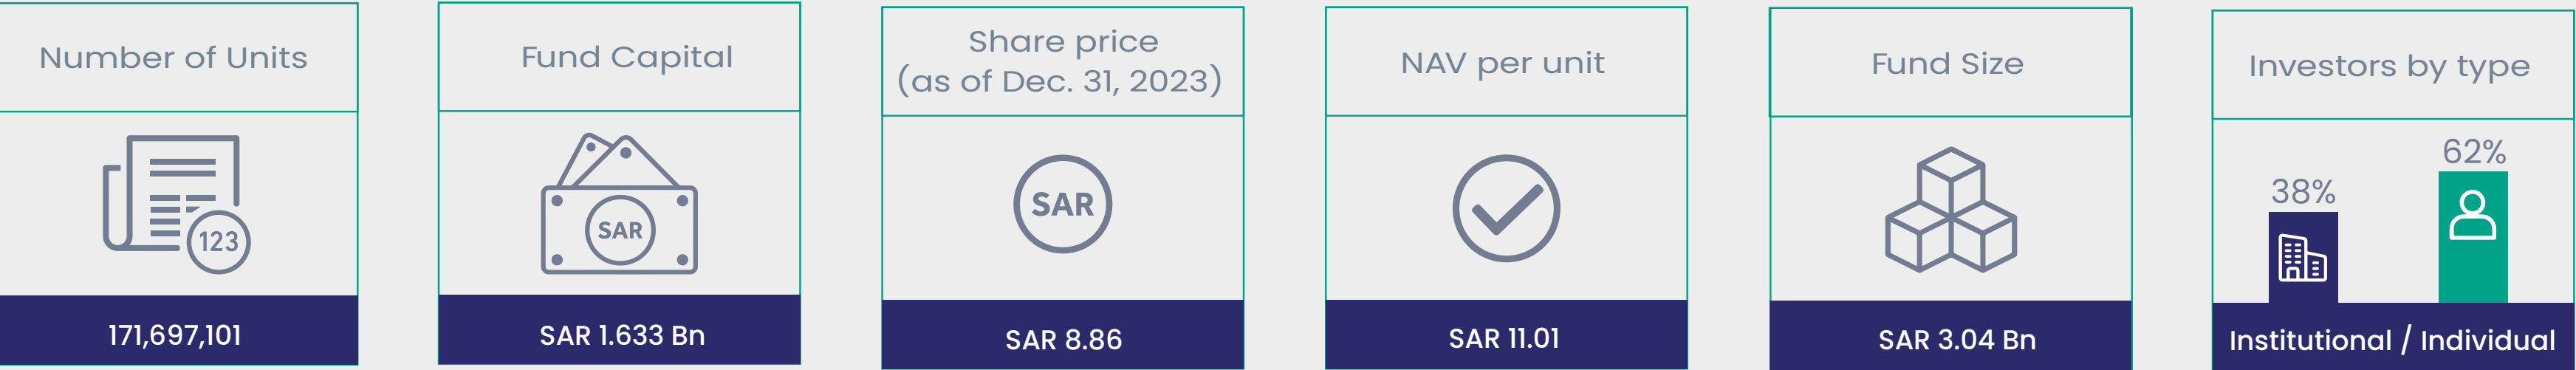 Number of Units
123
171,697,101
Fund Capital
SAR
SAR 1.633 Bn
Share price
(as of Dec. 31, 2023)
SAR
SAR 8.86
NAV per unit
SAR 11.01
Fund Size
SAR 3.04 Bn
Investors by type
62%
38%
Institutional / Individual